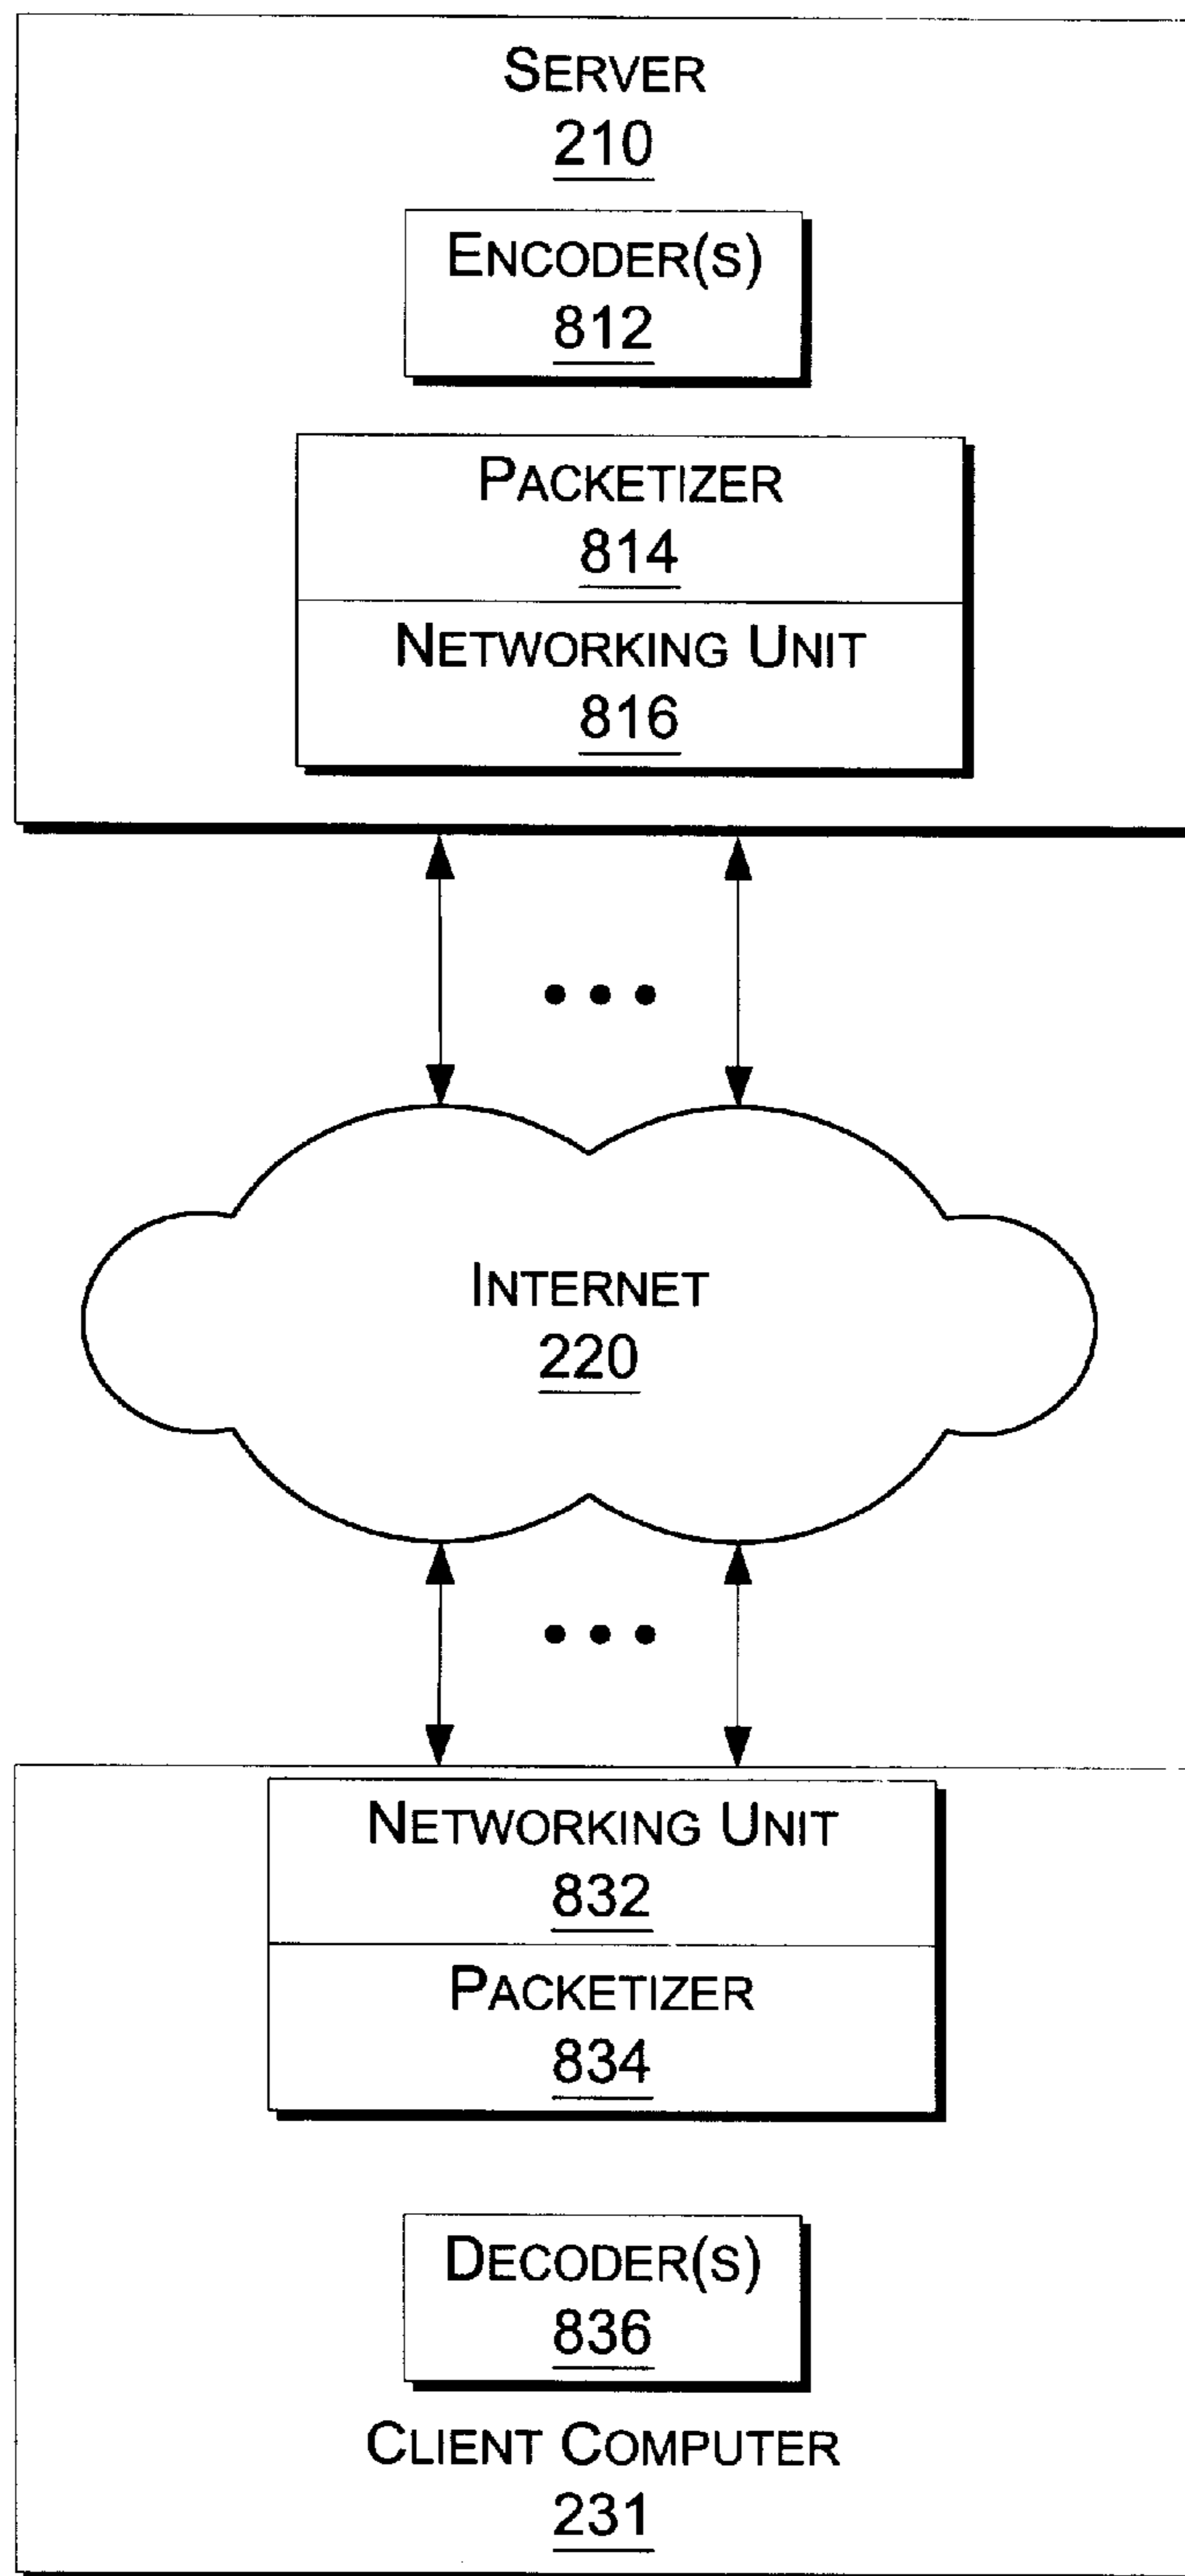 SERVER
210
ENCODER(S)
812
PACKETIZER
814
NETWORKING UNIT
816
INTERNET
220
NETWORKING UNIT
832
PACKETIZER
834
DECODER(S)
836
CLIENT COMPUTER
231